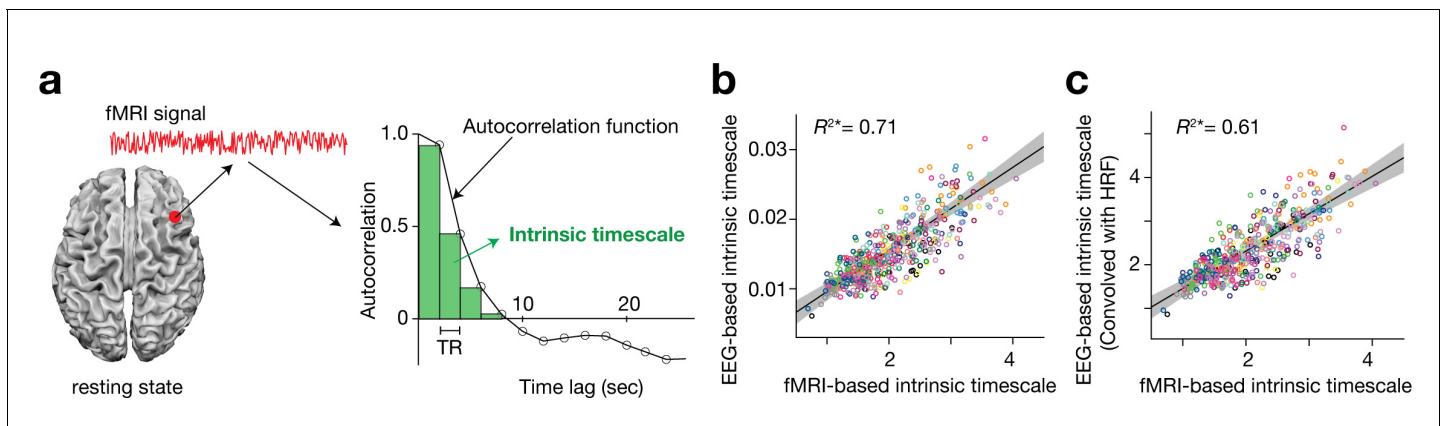 a
fMRI signal
resting state
Autocorrelation
1.0
0.5
0
Autocorrelation function
Intrinsic timescale
10
20
TR
Time lag (sec)
b
R²*= 0.71
EEG-based intrinsic timescale
0.03
0.02
0.01
2
4
fMRI-based intrinsic timescale
c
R²*= 0.61
EEG-based intrinsic timescale
(Convolved with HRF)
4
2
2
4
fMRI-based intrinsic timescale